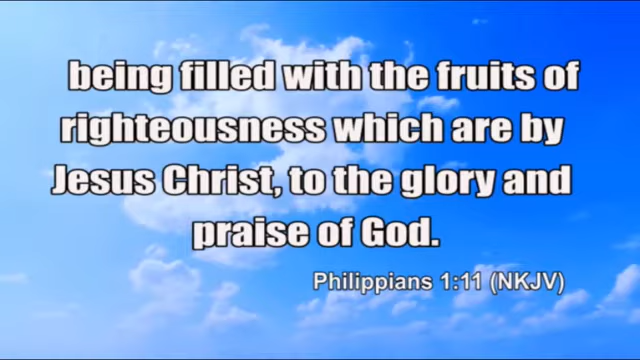 being filled with the fruits of
righteousness which are by
Jesus Christ, to the glory and
praise of God.
Philippians 1:11 (NKJV)